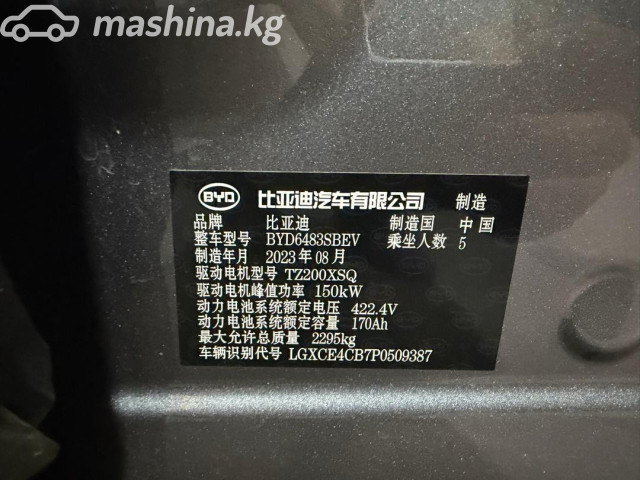 mashina.kg
BYD 比亚迪汽车有限公司 制造
品牌 比亚迪 制造国 中国
整车型号 BYD6483SBEV 乘坐人数 5
制造年月 2023年08月
驱动电机型号 TZ200XSQ
驱动电机峰值功率 150kW
动力电池系统额定电压 422.4V
动力电池系统额定容量 170Ah
最大允许总质量 2295kg
车辆识别代号 LGXCE4CB7P0509387